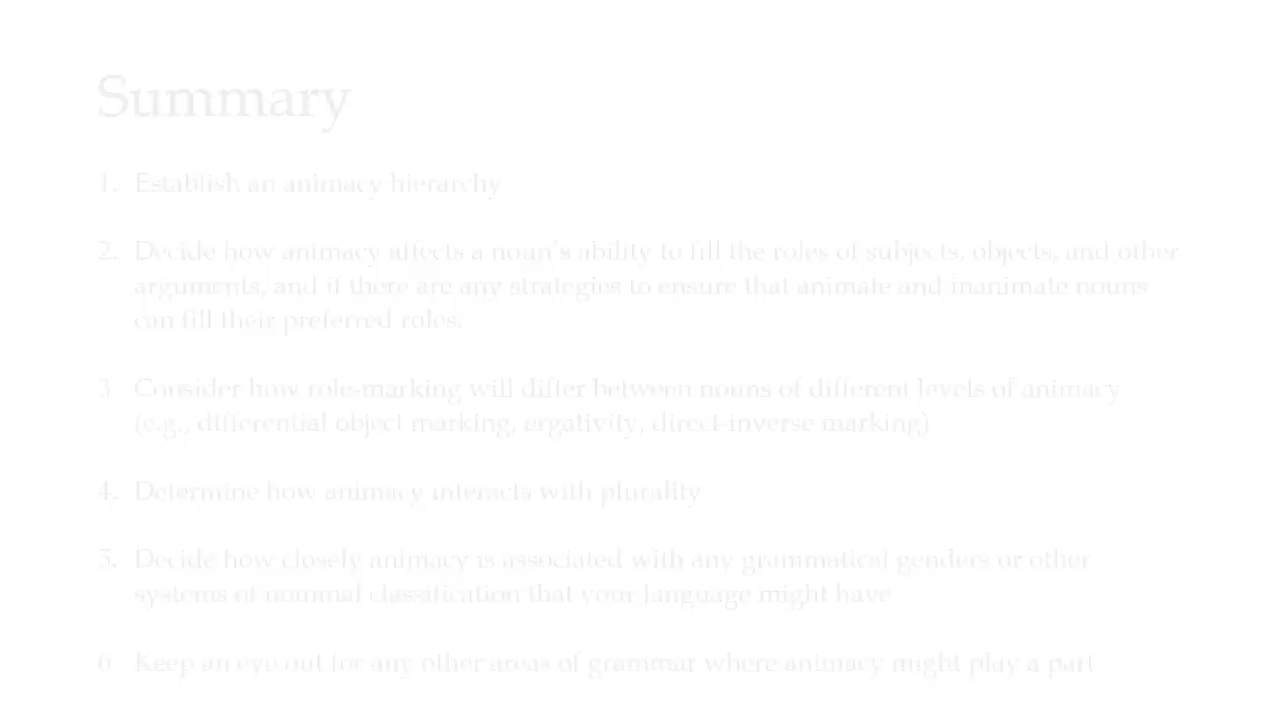 Summary
1. Establish an animacy hierarchy
2. Decide how animacy affects a noun's ability to fill the roles of subjects, objects, and other
arguments, and if there are any strategies to ensure that animate and inanimate nouns
can fill their preferred roles.
3. Consider how role-marking will differ between nouns of different levels of animacy
(e.g., differential object marking, ergativity, direct-inverse marking)
4. Determine how animacy interacts with plurality
5. Decide how closely animacy is associated with any grammatical genders or other
systems of nominal classification that your language might have
6. Keep an eye out for any other areas of grammar where animacy might play a part